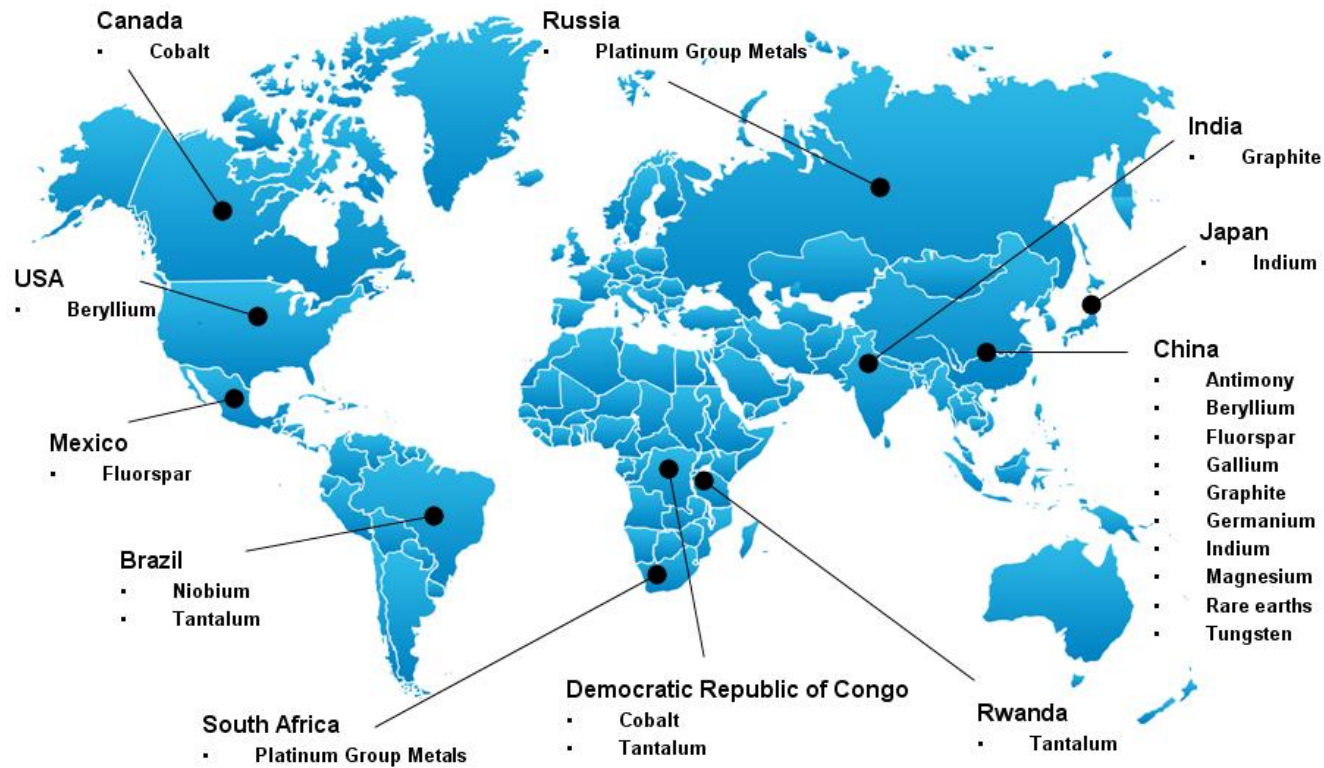 Canada
▪ Cobalt
Russia
▪ Platinum Group Metals
India
▪ Graphite
Japan
▪ Indium
USA
▪ Beryllium
China
▪ Antimony
▪ Beryllium
▪ Fluorspar
▪ Gallium
▪ Graphite
▪ Germanium
▪ Indium
▪ Magnesium
▪ Rare earths
▪ Tungsten
Mexico
▪ Fluorspar
Brazil
▪ Niobium
▪ Tantalum
South Africa
▪ Platinum Group Metals
Democratic Republic of Congo
▪ Cobalt
▪ Tantalum
Rwanda
▪ Tantalum